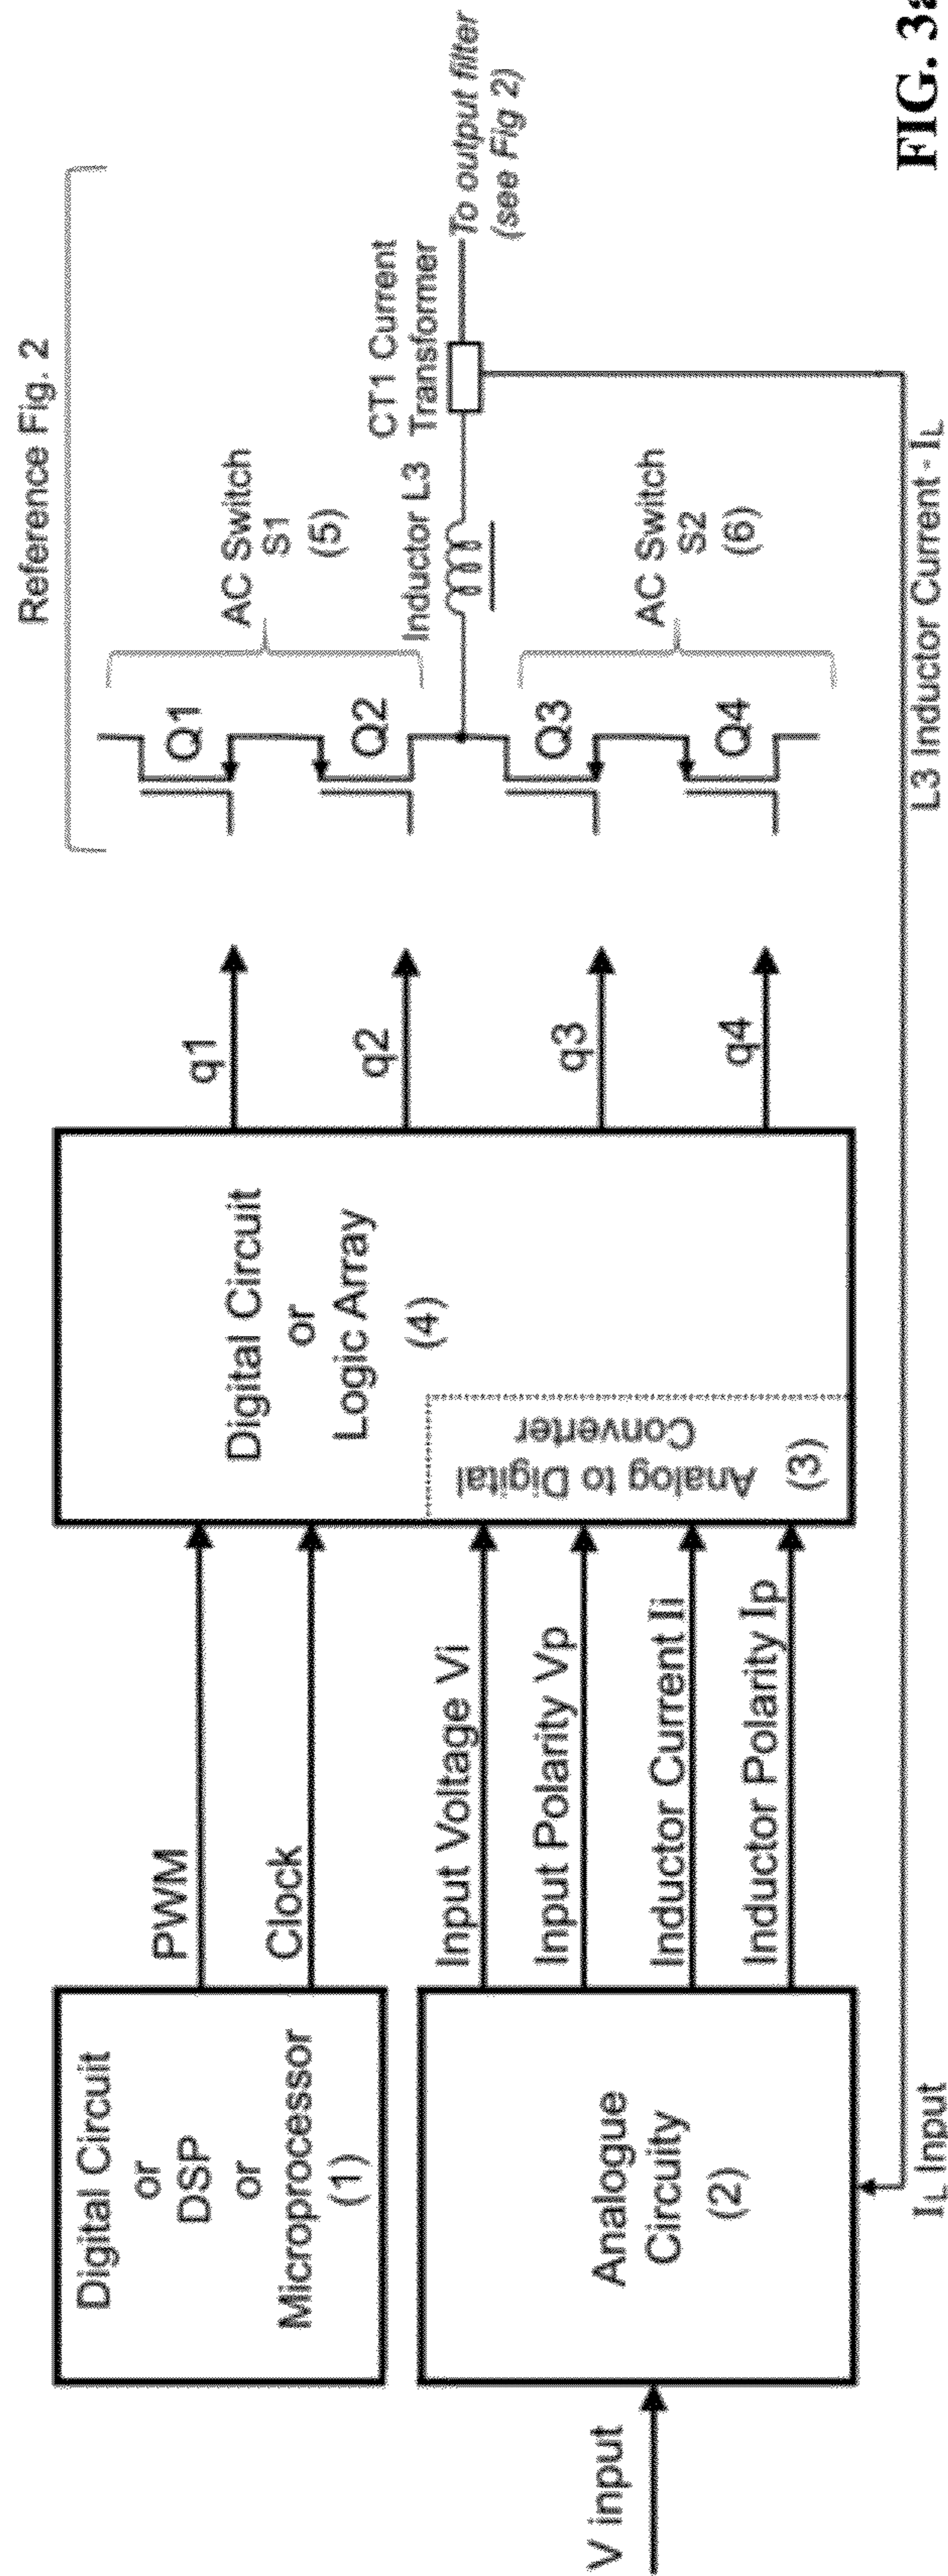 Reference Fig. 2
Digital Circuit
or
DSP
or
Microprocessor
(1)
PWM
Clock
Digital Circuit
or
Logic Array
(4)
Analog to Digital
Converter
(3)
q1
q2
q3
q4
Q1
Q2
Q3
Q4
AC Switch
S1
(5)
Inductor L3
CT1 Current
Transformer
To output filter
(see Fig 2)
AC Switch
S2
(6)
V input
Analogue
Circuity
(2)
Input Voltage Vi
Input Polarity Vp
Inductor Current Ii
Inductor Polarity Ip
IL Input
L3 Inductor Current - IL
FIG. 3a